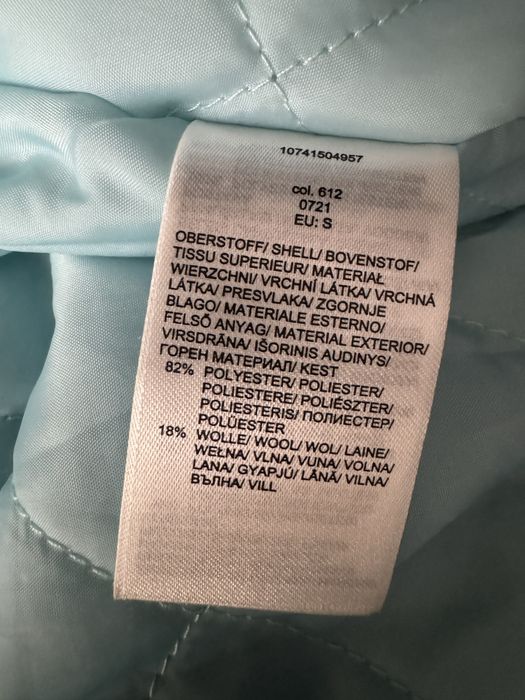 10741504957
col. 612
0721
EU: S
OBERSTOFF/ SHELL/ BOVENSTOF/
TISSU SUPERIEUR/ MATERIAŁ
WIERZCHNI/ VRCHNÍ LÁTKA/ VRCHNÁ
LÁTKA/ PRESVLAKA/ ZGORNJE
BLAGO/ MATERIALE ESTERNO/
FELSŐ ANYAG/ MATERIAL EXTERIOR/
VIRSDRĀNA/ IŠORINIS AUDINYS/
ГОРЕН МАТЕРИАЛ/ KEST
82% POLYESTER/ POLIESTER/
POLIESTERE/ POLIÉSZTER/
POLIESTERIS/ ПОЛИЕСТЕР/
POLÜESTER
18% WOLLE/ WOOL/ WOL/ LAINE/
WEŁNA/ VLNA/ VUNA/ VOLNA/
LANA/ GYAPJÚ/ LÂNĂ/ VILNA/
ВЪЛНА/ VILL